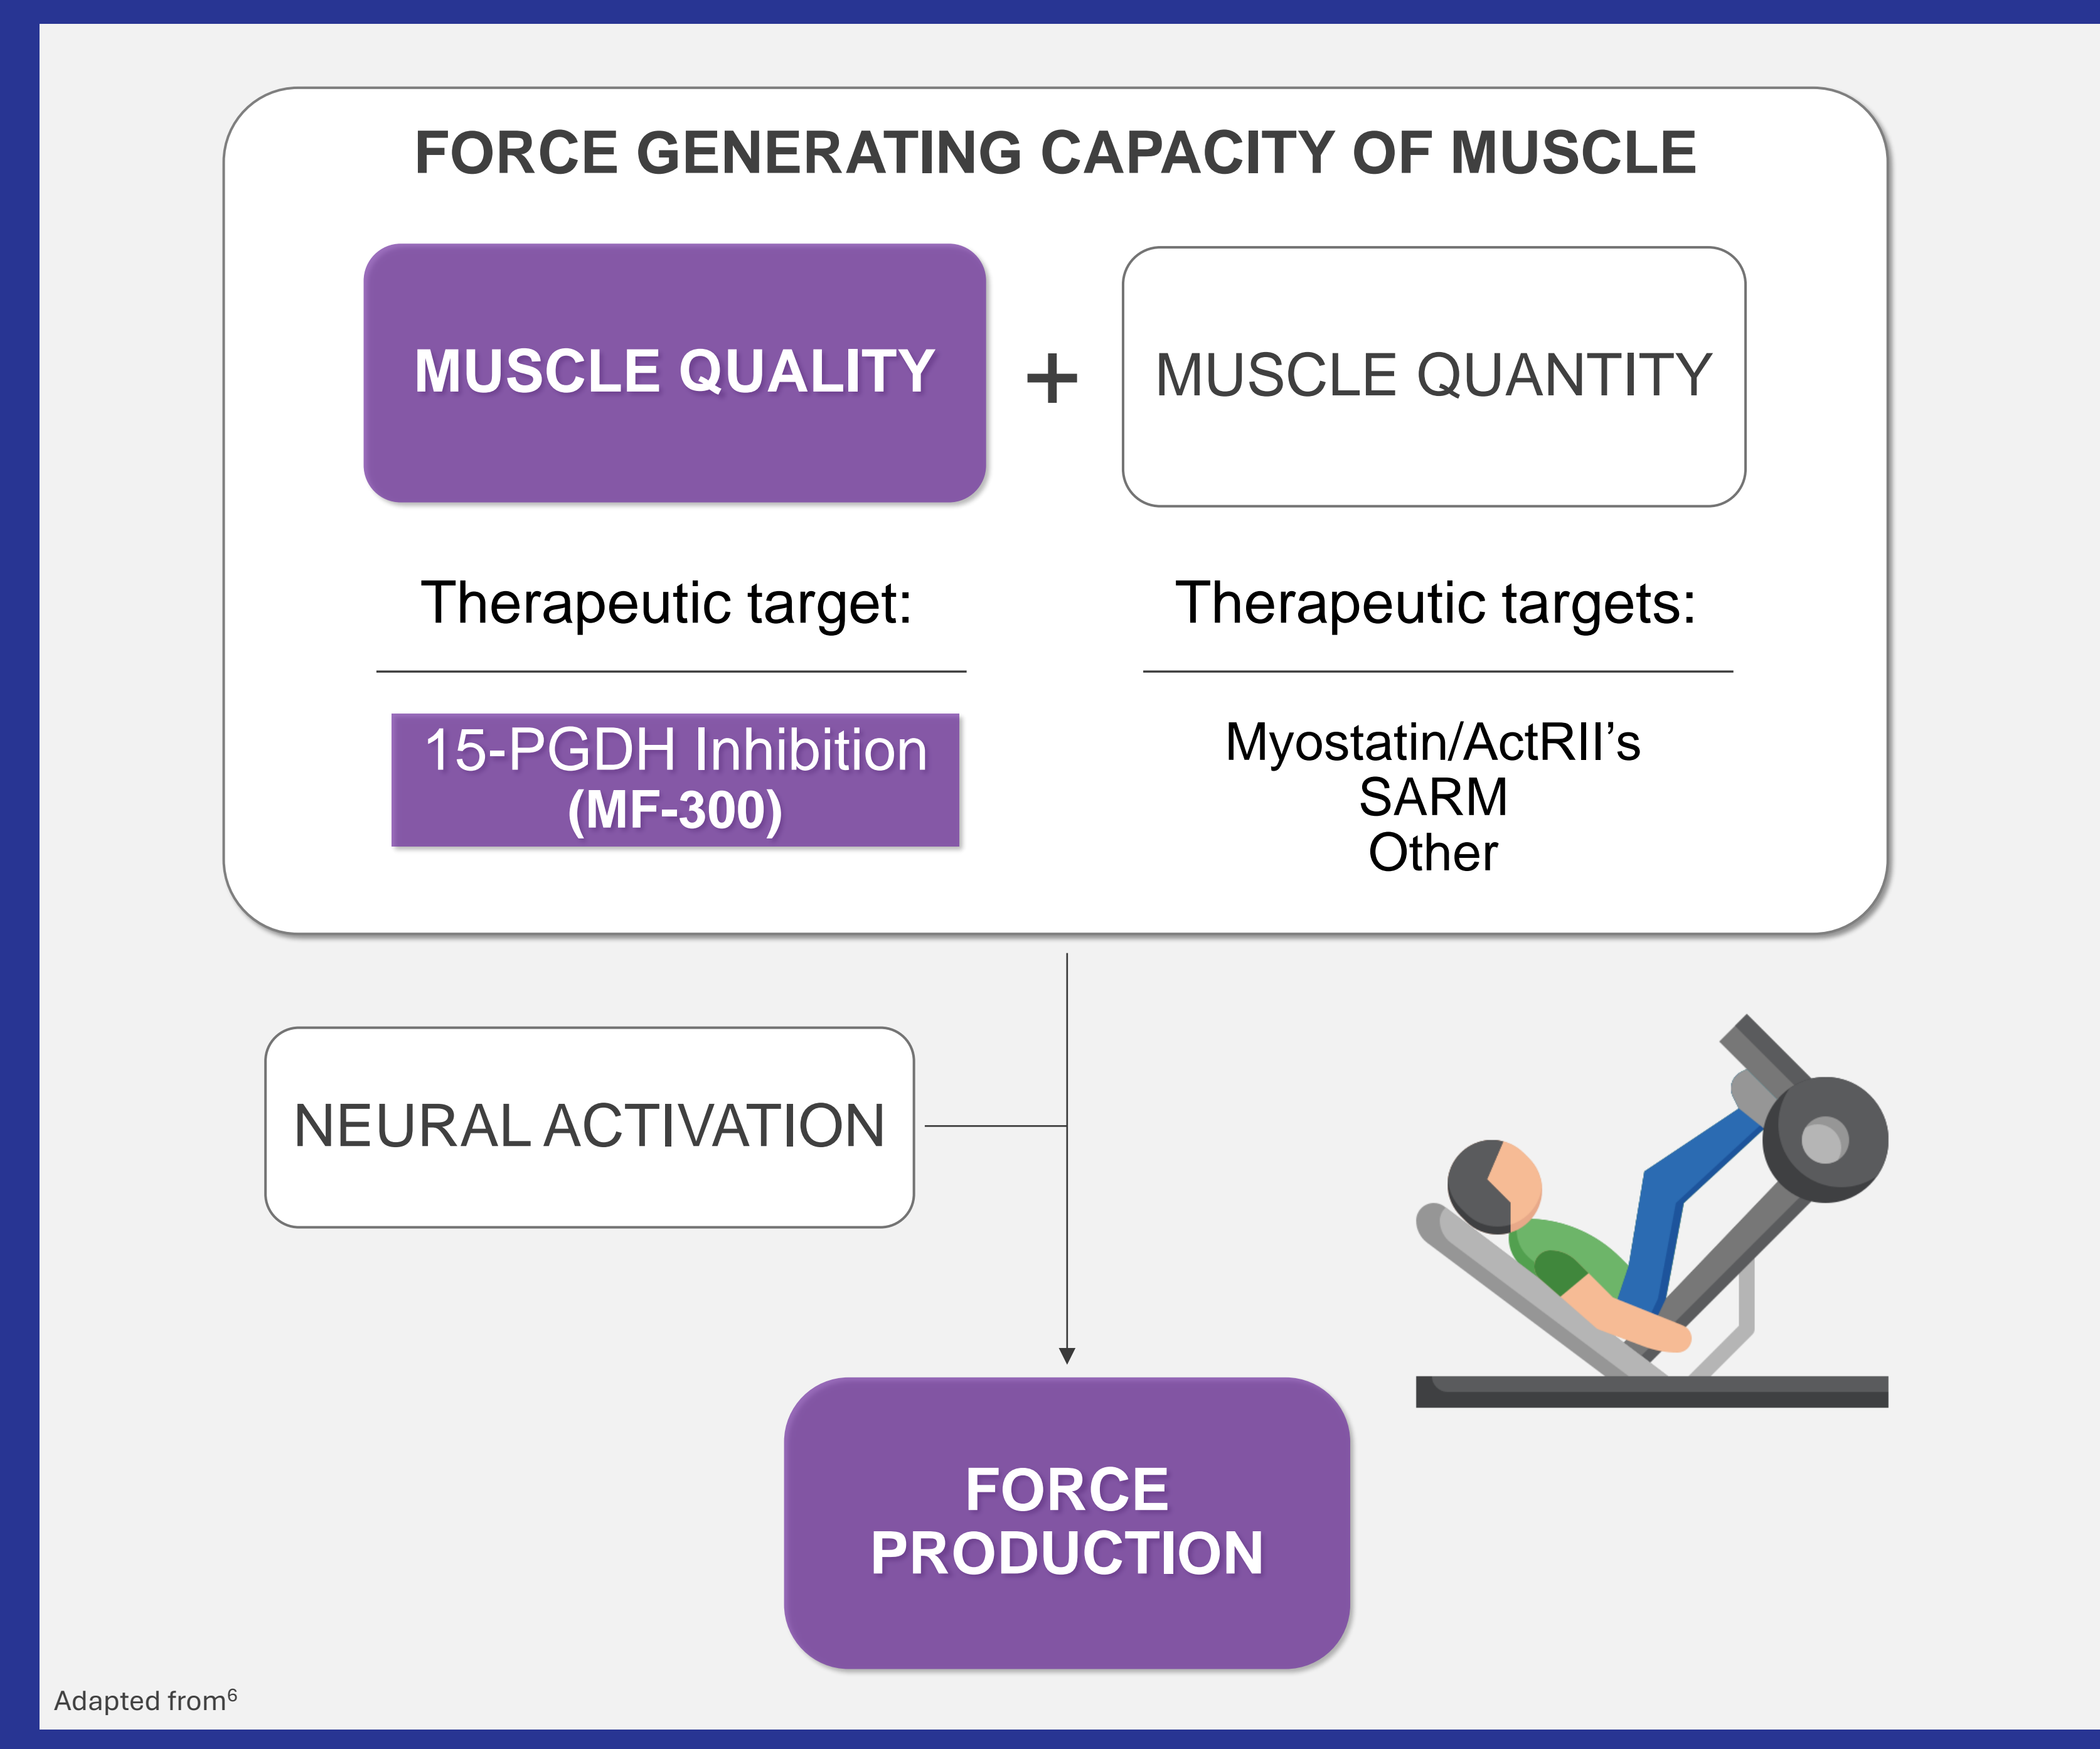 FORCE GENERATING CAPACITY OF MUSCLE
MUSCLE QUALITY
+
MUSCLE QUANTITY
Therapeutic target:
15-PGDH Inhibition
(MF-300)
Therapeutic targets:
Myostatin/ActRII’s
SARM
Other
NEURAL ACTIVATION
FORCE
PRODUCTION
Adapted from⁶